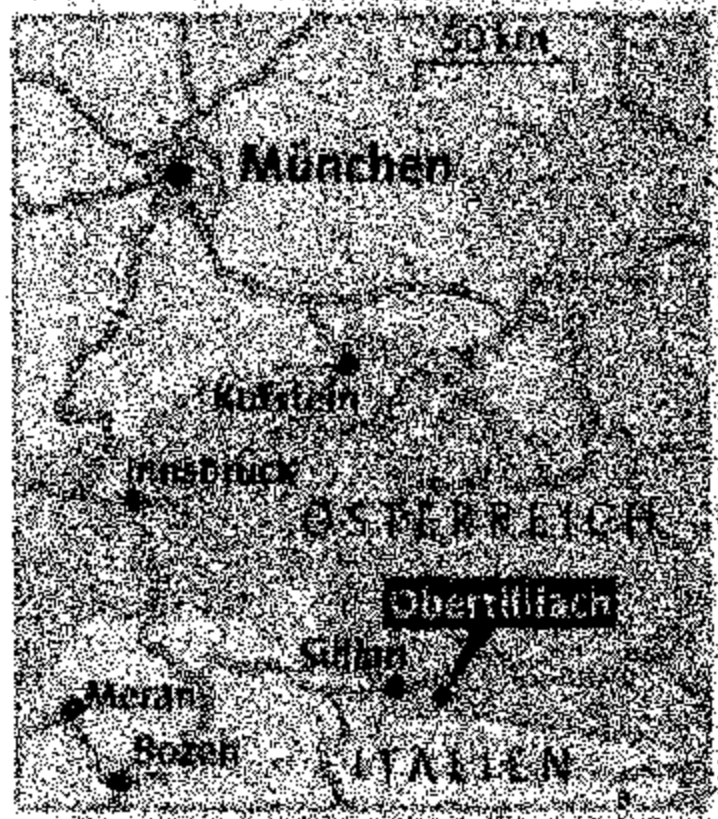 50 km
München
Kufstein
Innsbruck
ÖSTERREICH
Obertilliach
Sillian
Meran
Bozen
ITALIEN